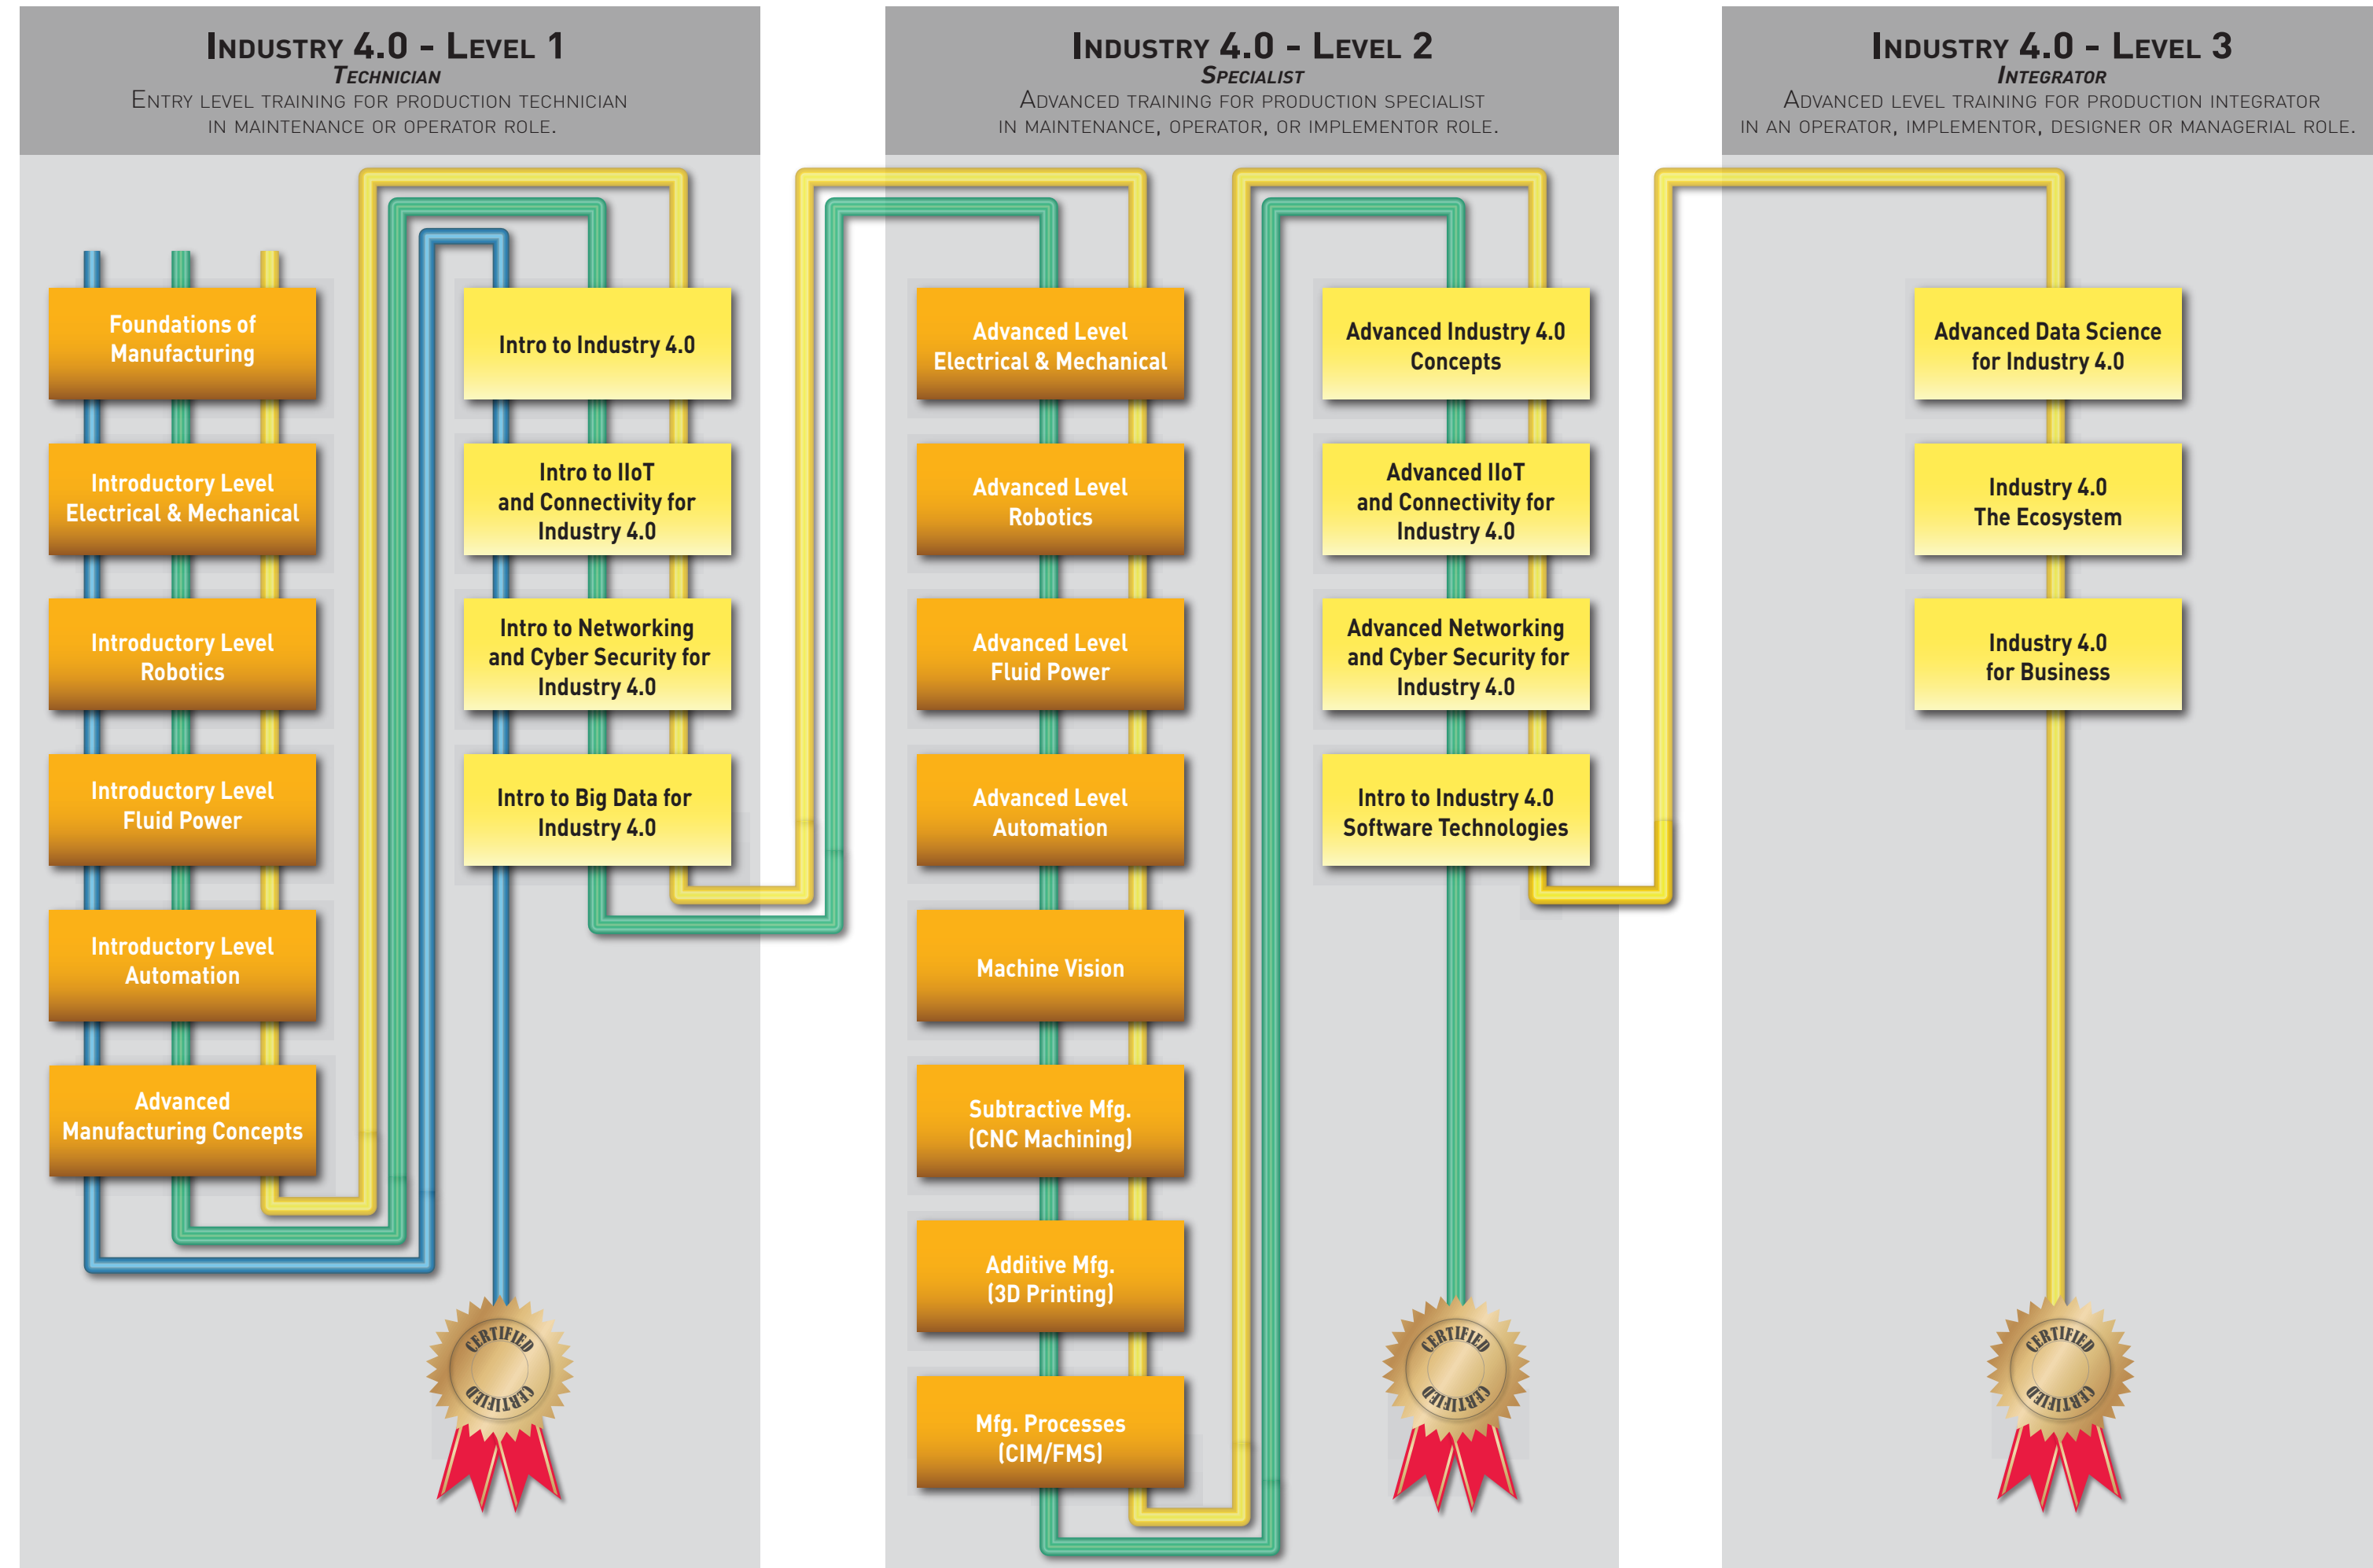 Industry 4.0 - Level 1
Technician
Entry level training for production technician
in maintenance or operator role.
Foundations of
Manufacturing
Introductory Level
Electrical & Mechanical
Introductory Level
Robotics
Introductory Level
Fluid Power
Introductory Level
Automation
Advanced
Manufacturing Concepts
Intro to Industry 4.0
Intro to IIoT
and Connectivity for
Industry 4.0
Intro to Networking
and Cyber Security for
Industry 4.0
Intro to Big Data for
Industry 4.0
CERTIFIED
CERTIFIED
Industry 4.0 - Level 2
Specialist
Advanced training for production specialist
in maintenance, operator, or implementor role.
Advanced Level
Electrical & Mechanical
Advanced Level
Robotics
Advanced Level
Fluid Power
Advanced Level
Automation
Machine Vision
Subtractive Mfg.
(CNC Machining)
Additive Mfg.
(3D Printing)
Mfg. Processes
(CIM/FMS)
Advanced Industry 4.0
Concepts
Advanced IIoT
and Connectivity for
Industry 4.0
Advanced Networking
and Cyber Security for
Industry 4.0
Intro to Industry 4.0
Software Technologies
CERTIFIED
CERTIFIED
Industry 4.0 - Level 3
Integrator
Advanced level training for production integrator
in an operator, implementor, designer or managerial role.
Advanced Data Science
for Industry 4.0
Industry 4.0
The Ecosystem
Industry 4.0
for Business
CERTIFIED
CERTIFIED